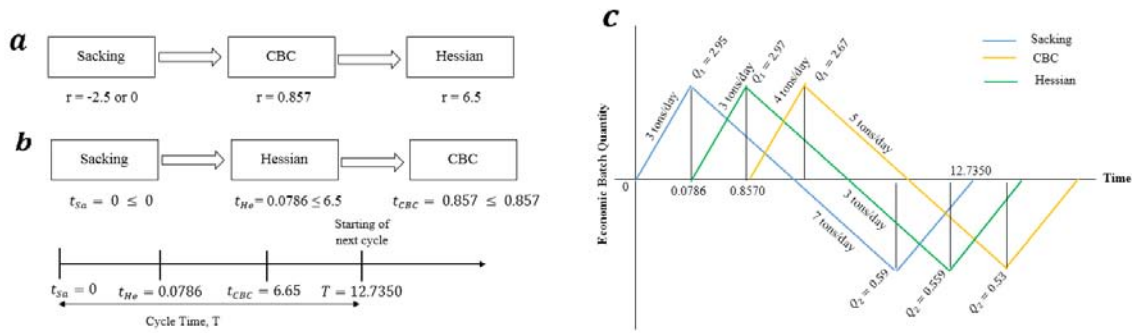 a
Sacking
CBC
Hessian
r = -2.5 or 0
r = 0.857
r = 6.5
b
Sacking
Hessian
CBC
t_Sa = 0 ≤ 0
t_He = 0.0786 ≤ 6.5
t_CBC = 0.857 ≤ 0.857
Starting of
next cycle
t_Sa = 0
t_He = 0.0786
t_CBC = 6.65
T = 12.7350
Cycle Time, T
c
Economic Batch Quantity
Sacking
CBC
Hessian
Q₁ = 2.95
Q₁ = 2.97
Q₁ = 2.67
3 tons/day
3 tons/day
4 tons/day
5 tons/day
12.7350
Time
0
0.0786
0.8570
3 tons/day
7 tons/day
Q₂ = 0.59
Q₂ = 0.559
Q₂ = 0.53